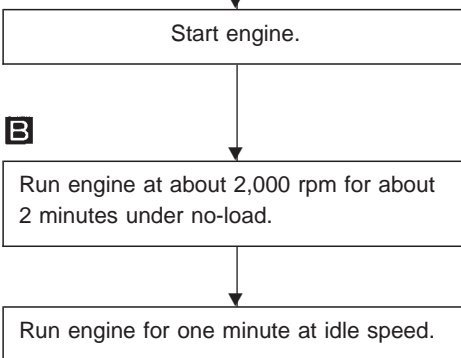 Start engine.
B
Run engine at about 2,000 rpm for about
2 minutes under no-load.
Run engine for one minute at idle speed.